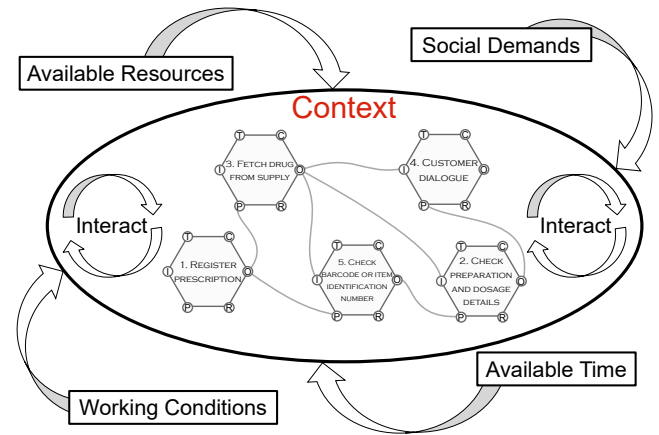 Social Demands
Available Resources
Context
T C
3. Fetch drug
from supply
I O
P R
T C
4. Customer
dialogue
I O
P R
Interact
Interact
T C
1. Register
prescription
I O
P R
T C
5. Check
barcode or item
identification
number
I O
P R
T C
2. Check
preparation
and dosage
details
I O
P R
Available Time
Working Conditions